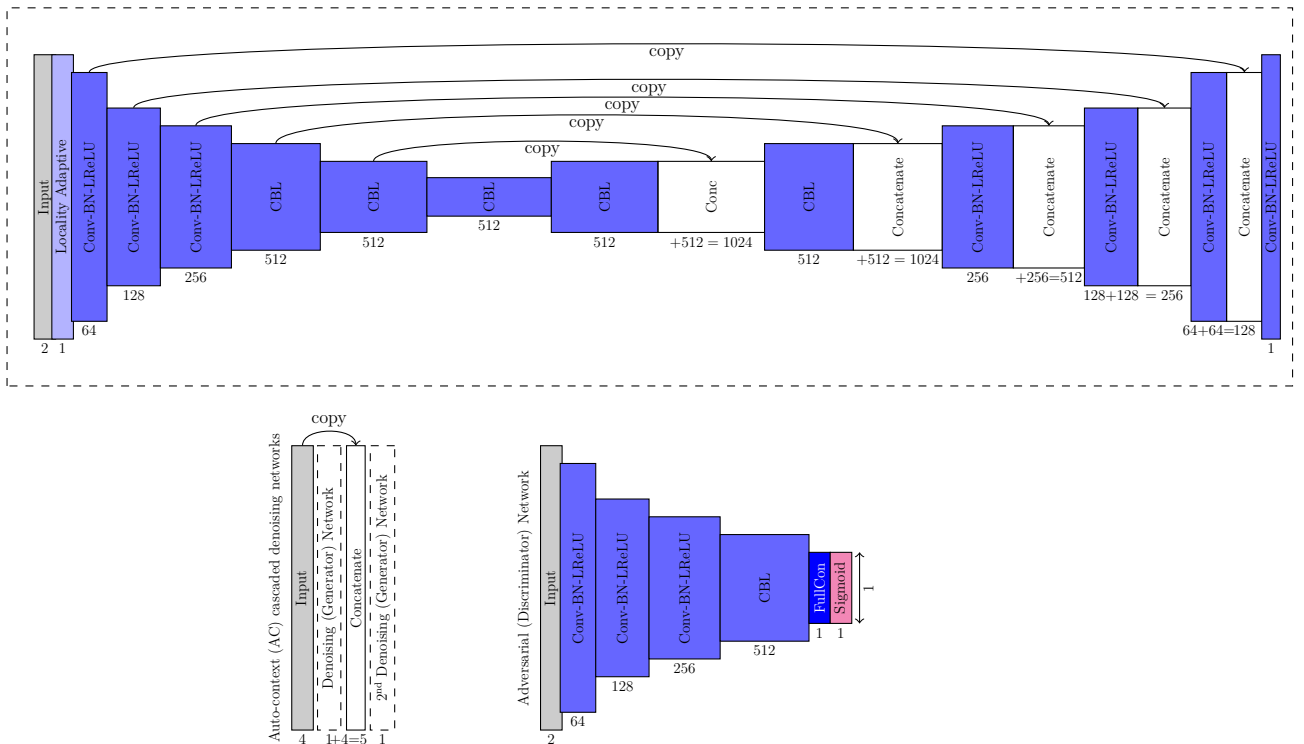 copy
copy
copy
copy
copy
Input
Locality Adaptive
Conv-BN-LReLU
Conv-BN-LReLU
Conv-BN-LReLU
CBL
CBL
CBL
CBL
Conc
CBL
Concatenate
Conv-BN-LReLU
Concatenate
Conv-BN-LReLU
Concatenate
Conv-BN-LReLU
Concatenate
Conv-BN-LReLU
2
1
64
128
256
512
512
512
512
+512 = 1024
512
+512 = 1024
256
+256=512
128+128 = 256
64+64=128
1
Auto-context (AC) cascaded denoising networks
copy
Input
Denoising (Generator) Network
Concatenate
2nd Denoising (Generator) Network
4
1+4=5
1
Adversarial (Discriminator) Network
Input
Conv-BN-LReLU
Conv-BN-LReLU
Conv-BN-LReLU
CBL
FullCon
Sigmoid
1
2
64
128
256
512
1
1